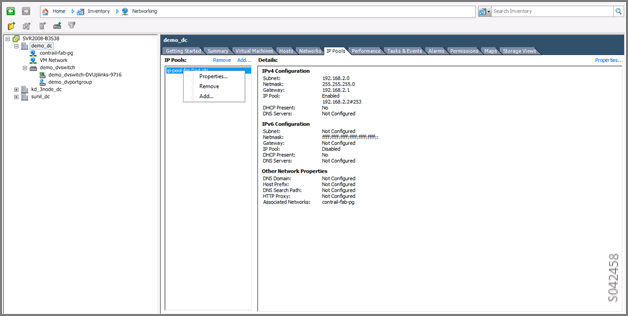 Home
Inventory
Networking
Search Inventory
SVR2008-B3S38
demo_dc
contrail-fab-pg
VM Network
demo_dvswitch
demo_dvswitch-DVUplinks-9716
demo_dvportgroup
kd_3node_dc
sunil_dc
demo_dc
Getting Started Summary Virtual Machines Hosts Networks IP Pools Performance Tasks & Events Alarms Permissions Maps Storage Views
IP Pools: Remove Add...
Properties...
Remove
Add...
Details: Properties...
IPv4 Configuration
Subnet: 192.168.2.0
Netmask: 255.255.255.0
Gateway: 192.168.2.1
IP Pool: Enabled
192.168.2.2#253
DHCP Present: No
DNS Servers: Not Configured
IPv6 Configuration
Subnet: Not Configured
Netmask:
Gateway: Not Configured
IP Pool: Disabled
DHCP Present: No
DNS Servers: Not Configured
Other Network Properties
DNS Domain: Not Configured
Host Prefix: Not Configured
DNS Search Path: Not Configured
HTTP Proxy: Not Configured
Associated Networks: contrail-fab-pg
S042458